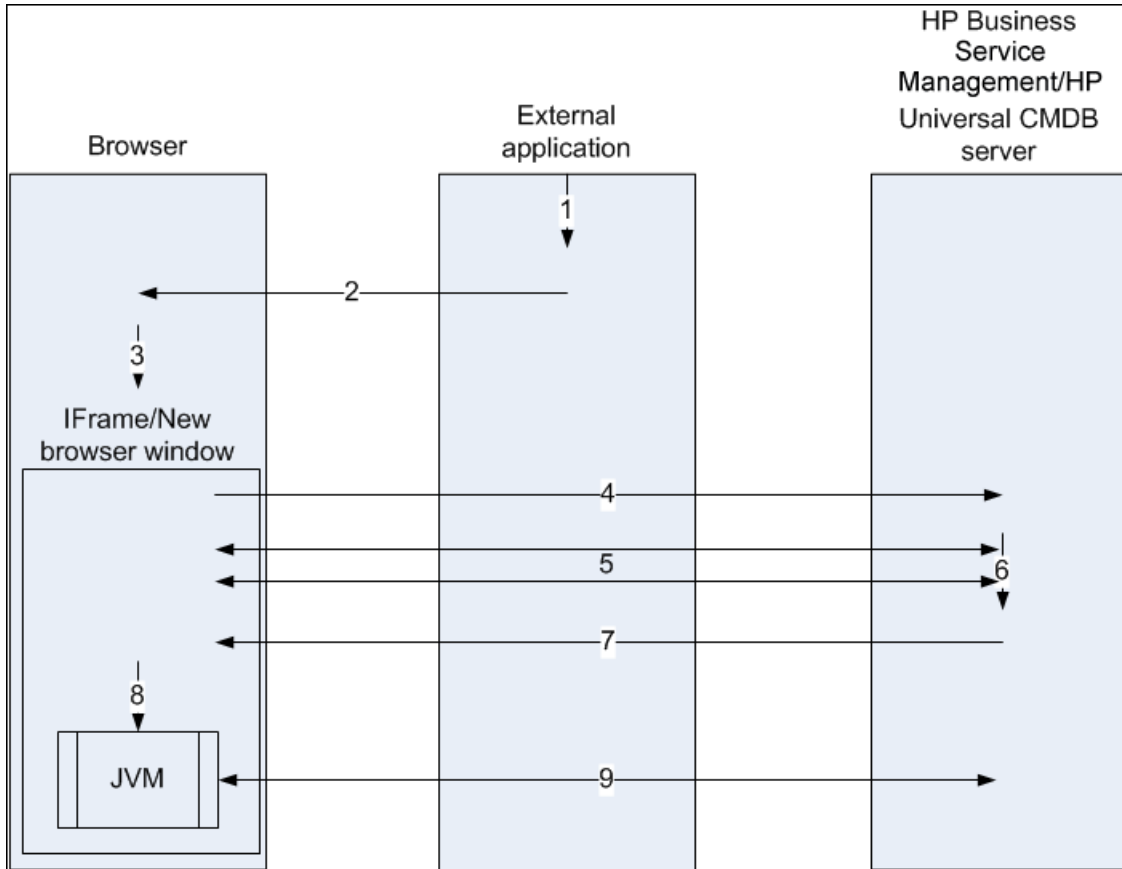 HP Business
Service
Management/HP
Universal CMDB
server
External
application
Browser
1
2
3
IFrame/New
browser window
4
5
6
7
8
JVM
9